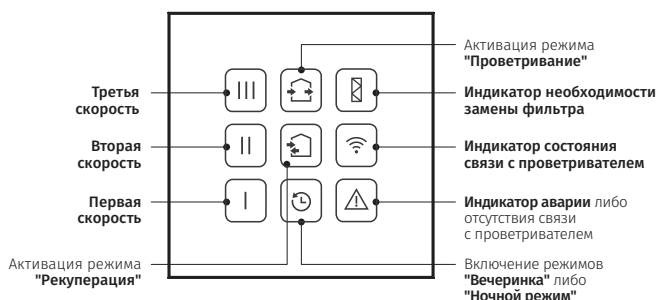 Активация режима
"Проветривание"
Третья
скорость
Индикатор необходимости
замены фильтра
Вторая
скорость
Индикатор состояния
связи с проветривателем
Первая
скорость
Индикатор аварии либо
отсутствия связи
с проветривателем
Активация режима
"Рекуперация"
Включение режимов
"Вечеринка" либо
"Ночной режим"